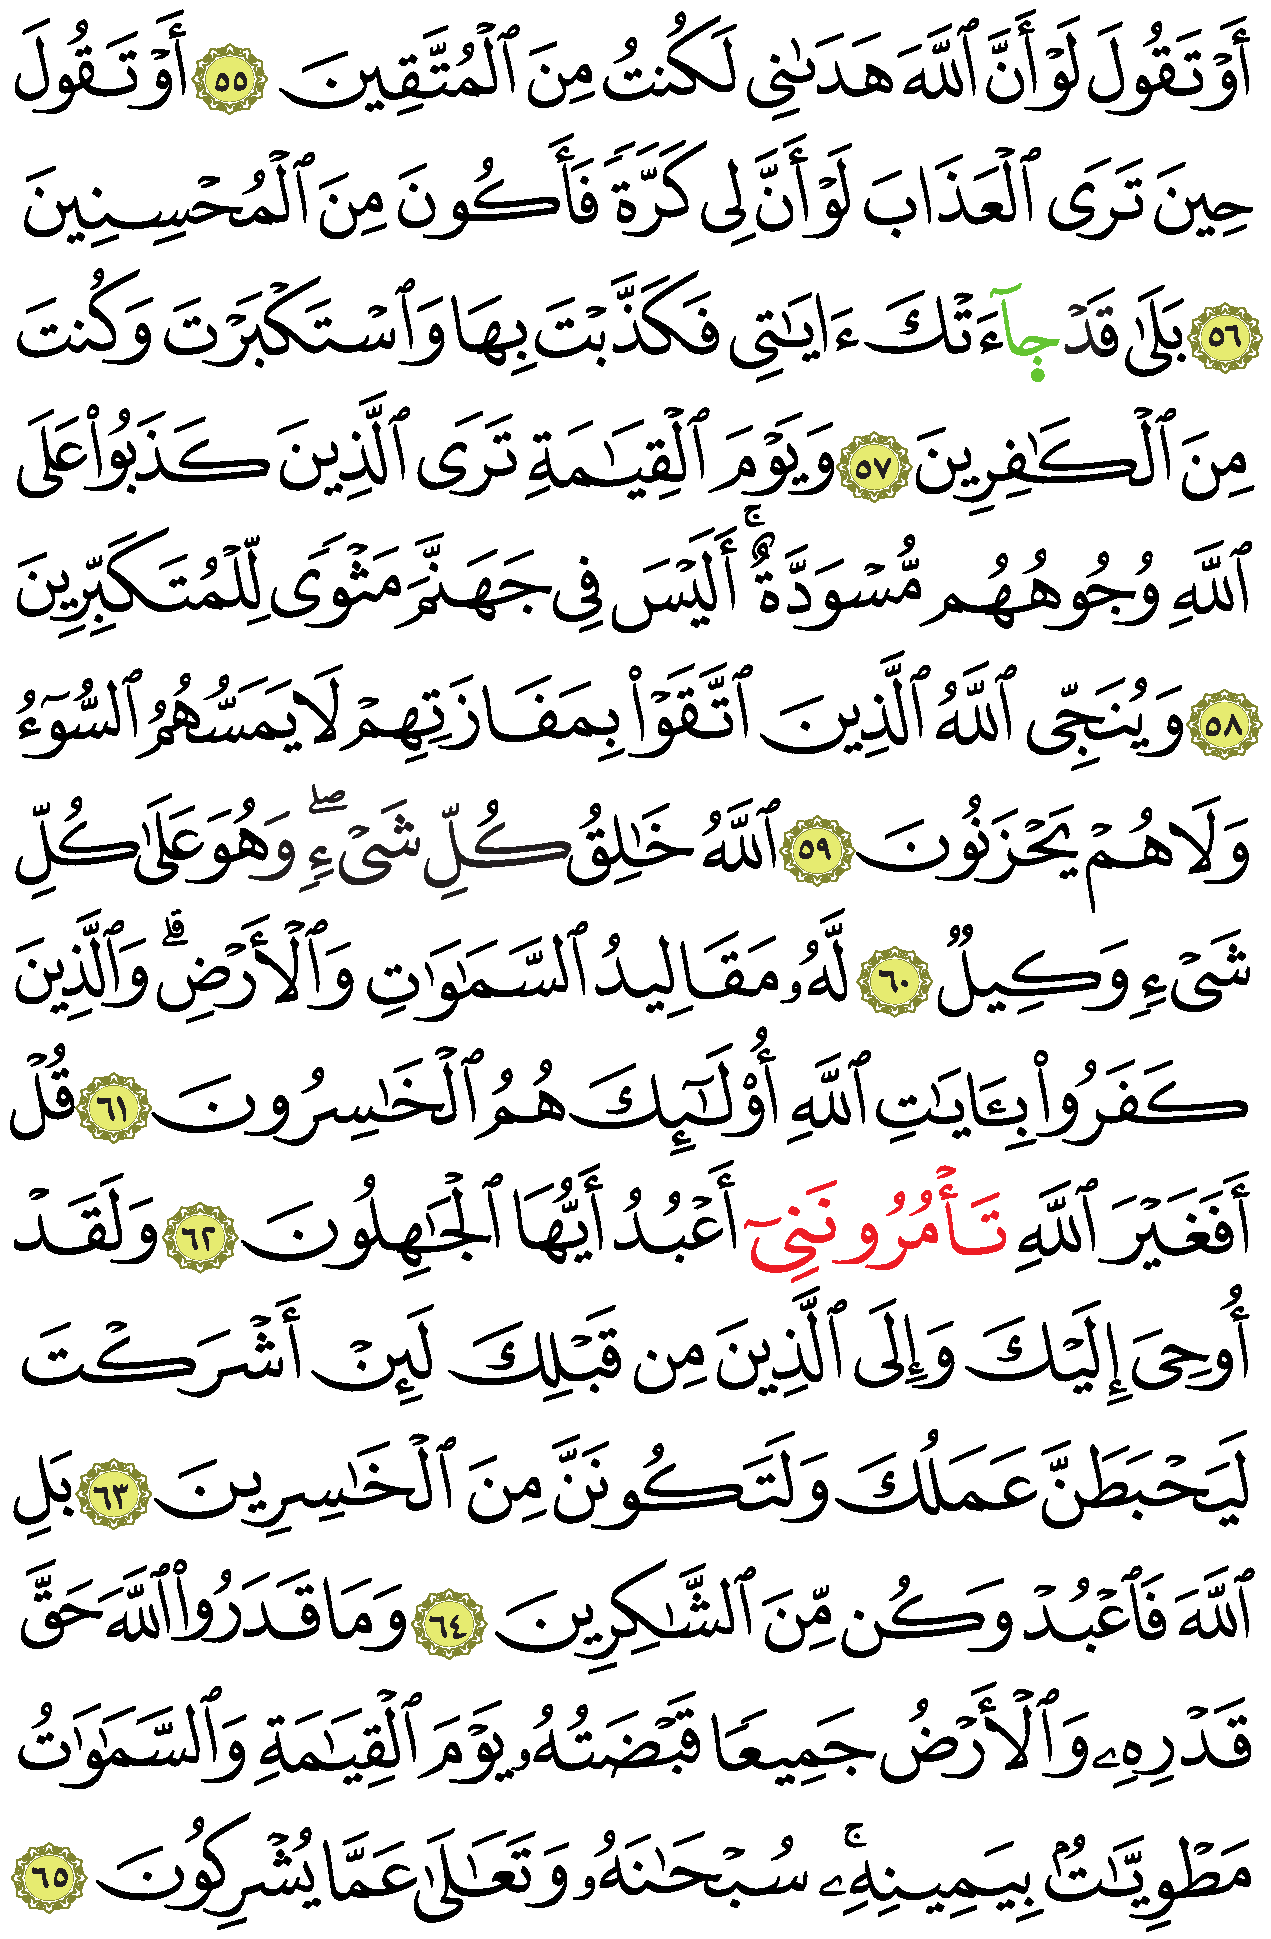 أَوْ تَقُولَ لَوْ أَنَّ ٱللَّهَ هَدَىٰنِي لَكُنتُ مِنَ ٱلْمُتَّقِينَ ٥٥ أَوْ تَقُولَ
حِينَ تَرَى ٱلْعَذَابَ لَوْ أَنَّ لِي كَرَّةً فَأَكُونَ مِنَ ٱلْمُحْسِنِينَ
٥٦ بَلَىٰ قَدْ جَآءَتْكَ ءَايَٰتِي فَكَذَّبْتَ بِهَا وَٱسْتَكْبَرْتَ وَكُنتَ
مِنَ ٱلْكَٰفِرِينَ ٥٧ وَيَوْمَ ٱلْقِيَٰمَةِ تَرَى ٱلَّذِينَ كَذَبُوا۟ عَلَى
ٱللَّهِ وُجُوهُهُم مُّسْوَدَّةٌ ۚ أَلَيْسَ فِي جَهَنَّمَ مَثْوًى لِّلْمُتَكَبِّرِينَ
٥٨ وَيُنَجِّى ٱللَّهُ ٱلَّذِينَ ٱتَّقَوْا۟ بِمَفَازَتِهِمْ لَا يَمَسُّهُمُ ٱلسُّوٓءُ
وَلَا هُمْ يَحْزَنُونَ ٥٩ ٱللَّهُ خَٰلِقُ كُلِّ شَىْءٍ ۖ وَهُوَ عَلَىٰ كُلِّ
شَىْءٍ وَكِيلٌ ٦٠ لَّهُۥ مَقَالِيدُ ٱلسَّمَٰوَٰتِ وَٱلْأَرْضِ ۗ وَٱلَّذِينَ
كَفَرُوا۟ بِـَٔايَٰتِ ٱللَّهِ أُو۟لَٰٓئِكَ هُمُ ٱلْخَٰسِرُونَ ٦١ قُلْ
أَفَغَيْرَ ٱللَّهِ تَأْمُرُونَنِىٓ أَعْبُدُ أَيُّهَا ٱلْجَٰهِلُونَ ٦٢ وَلَقَدْ
أُوحِىَ إِلَيْكَ وَإِلَى ٱلَّذِينَ مِن قَبْلِكَ لَئِنْ أَشْرَكْتَ
لَيَحْبَطَنَّ عَمَلُكَ وَلَتَكُونَنَّ مِنَ ٱلْخَٰسِرِينَ ٦٣ بَلِ
ٱللَّهَ فَٱعْبُدْ وَكُن مِّنَ ٱلشَّٰكِرِينَ ٦٤ وَمَا قَدَرُوا۟ ٱللَّهَ حَقَّ
قَدْرِهِۦ وَٱلْأَرْضُ جَمِيعًا قَبْضَتُهُۥ يَوْمَ ٱلْقِيَٰمَةِ وَٱلسَّمَٰوَٰتُ
مَطْوِيَّٰتٌۢ بِيَمِينِهِۦ ۚ سُبْحَٰنَهُۥ وَتَعَٰلَىٰ عَمَّا يُشْرِكُونَ ٦٥